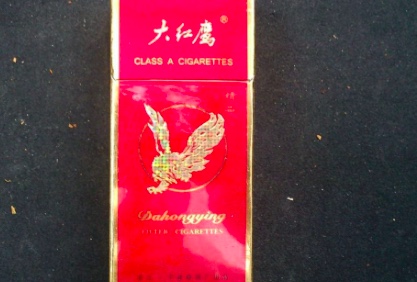 大红鹰®
CLASS A CIGARETTES
Dahongying
FILTER CIGARETTES